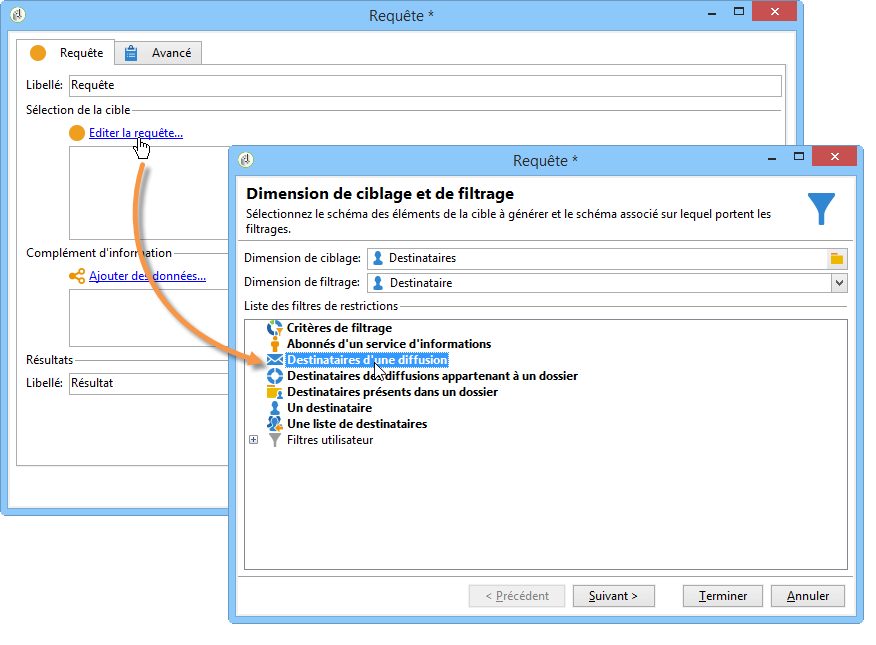 Requête *
Requête
Avancé
Libellé: Requête
Sélection de la cible
Editer la requête...
Complément d'information
Ajouter des données...
Résultats
Libellé: Résultat
Requête *
Dimension de ciblage et de filtrage
Sélectionnez le schéma des éléments de la cible à générer et le schéma associé sur lequel portent les
filtrages.
Dimension de ciblage: Destinataires
Dimension de filtrage: Destinataire
Liste des filtres de restrictions
Critères de filtrage
Abonnés d'un service d'informations
Destinataires d'une diffusion
Destinataires de diffusions appartenant à un dossier
Destinataires présents dans un dossier
Un destinataire
Une liste de destinataires
Filtres utilisateur
< Précédent
Suivant >
Terminer
Annuler